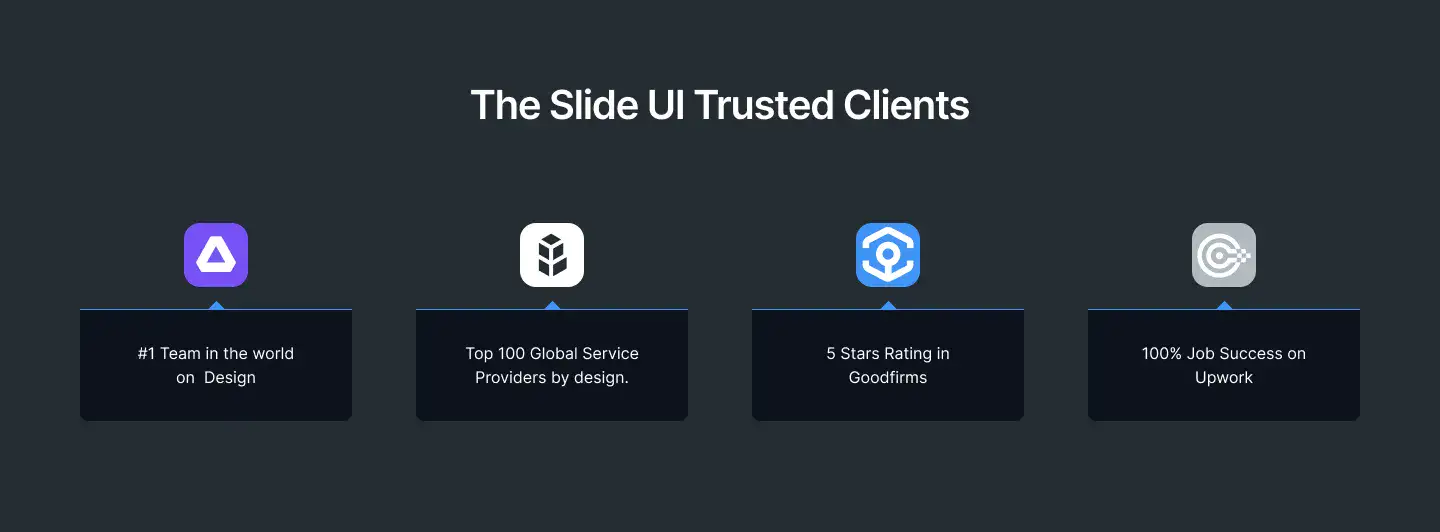 The Slide UI Trusted Clients
#1 Team in the world
on  Design
Top 100 Global Service
Providers by design.
5 Stars Rating in
Goodfirms
100% Job Success on
Upwork